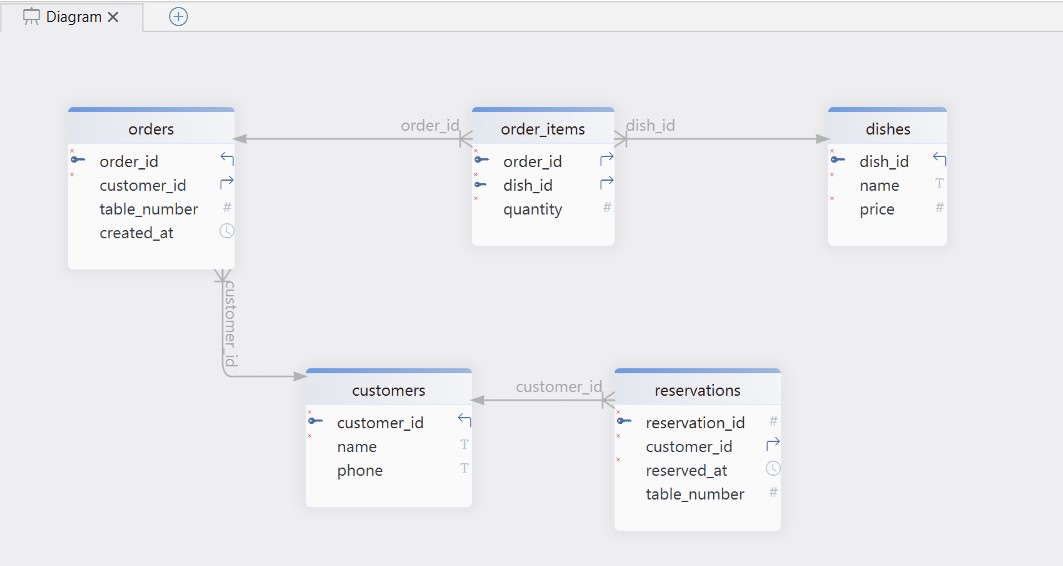 Diagram
orders
order_id
customer_id
table_number
#
created_at
order_id
order_items
order_id
dish_id
quantity
#
dish_id
dishes
dish_id
name
T
price
#
customer_id
customers
customer_id
name
T
phone
T
customer_id
reservations
reservation_id
#
customer_id
reserved_at
table_number
#